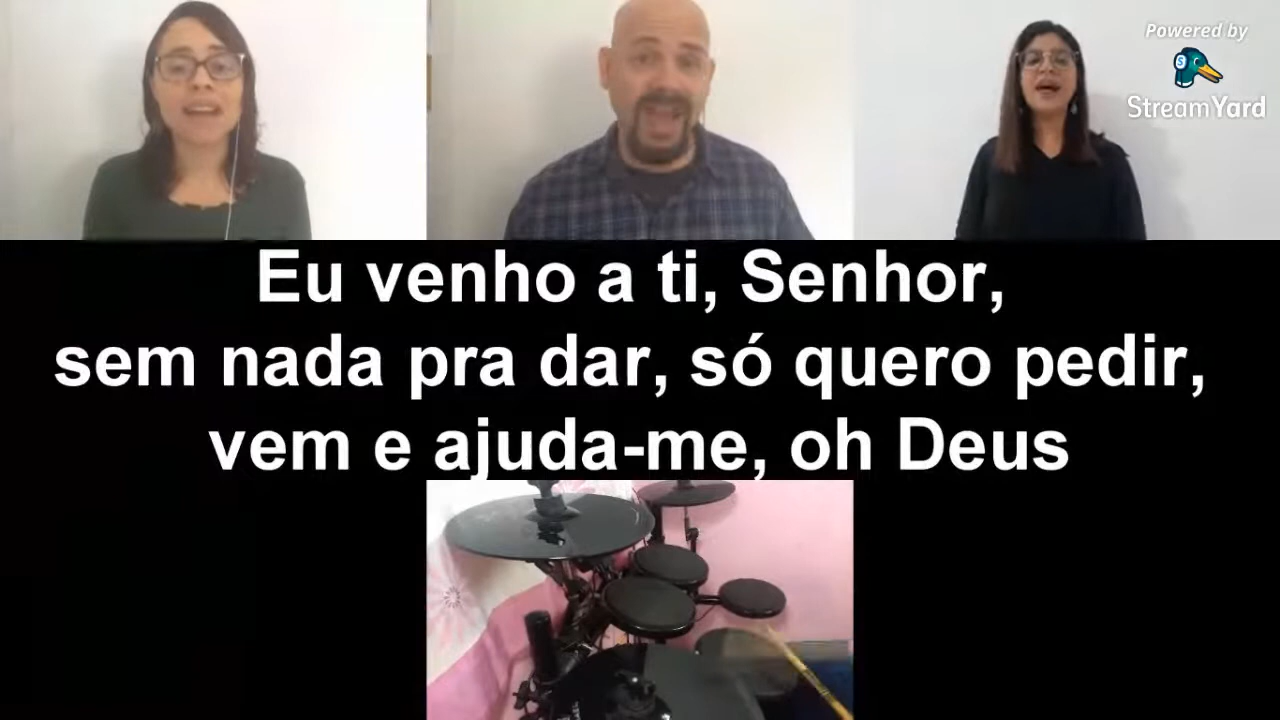 Powered by
StreamYard
Eu venho a ti, Senhor,
sem nada pra dar, só quero pedir,
vem e ajuda-me, oh Deus